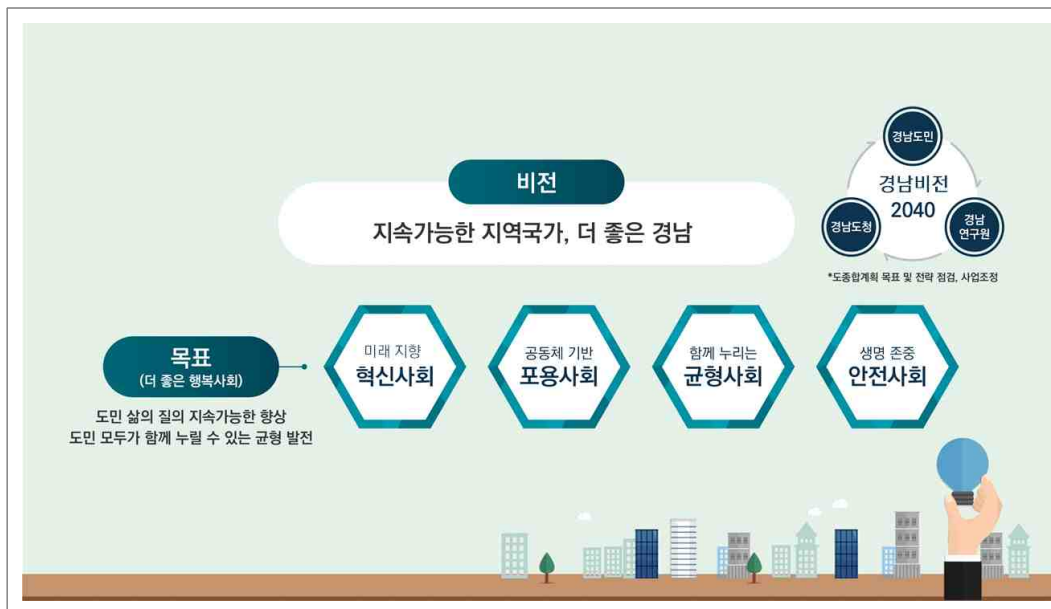 비전
지속가능한 지역국가, 더 좋은 경남
경남도민
경남비전
2040
경남도청
경남
연구원
*도종합계획 목표 및 전략 점검, 사업조정
목표
(더 좋은 행복사회)
도민 삶의 질의 지속가능한 향상
도민 모두가 함께 누릴 수 있는 균형 발전
미래 지향
혁신사회
공동체 기반
포용사회
함께 누리는
균형사회
생명 존중
안전사회